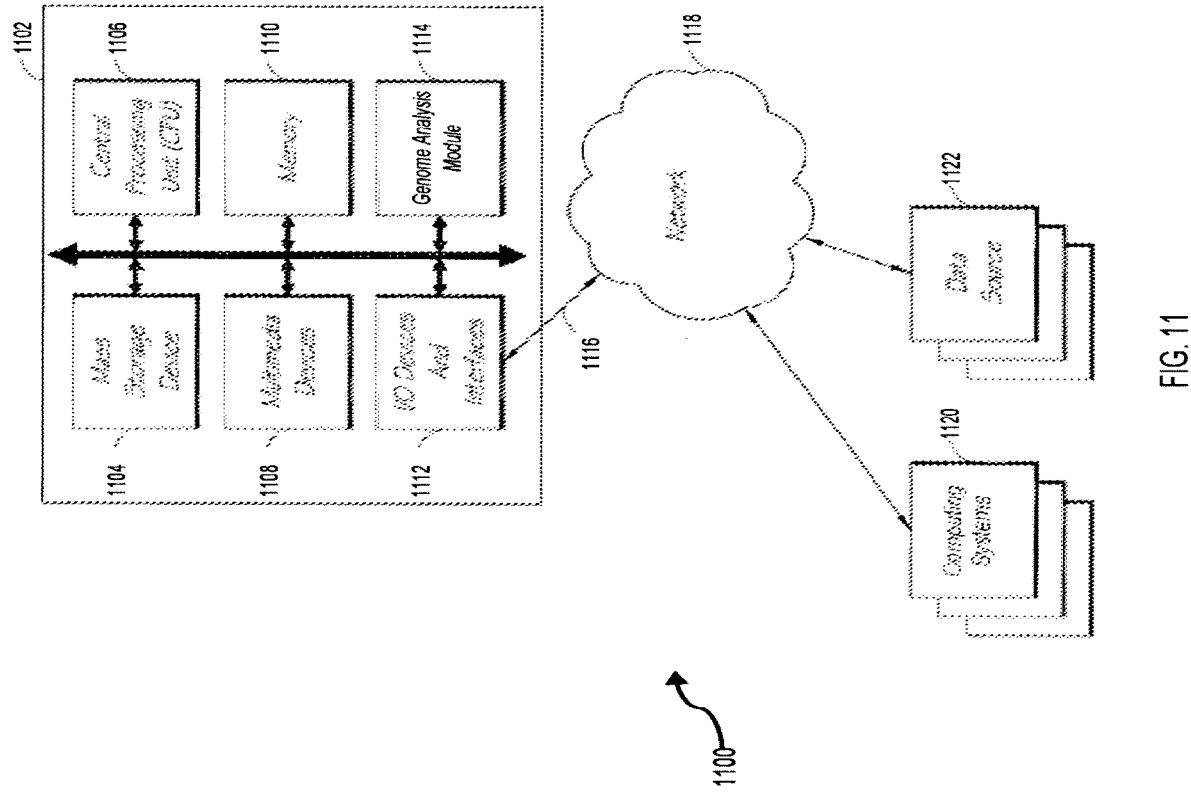 1102
1104
Mass
Storage
Device
Central
Processing
Unit (CPU)
1106
1108
Multimedia
Devices
Memory
1110
1112
I/O Devices
And
Interfaces
Genome Analysis
Module
1114
1116
Network
1118
1100
Computing
Systems
1120
Data
Source
1122
FIG. 11